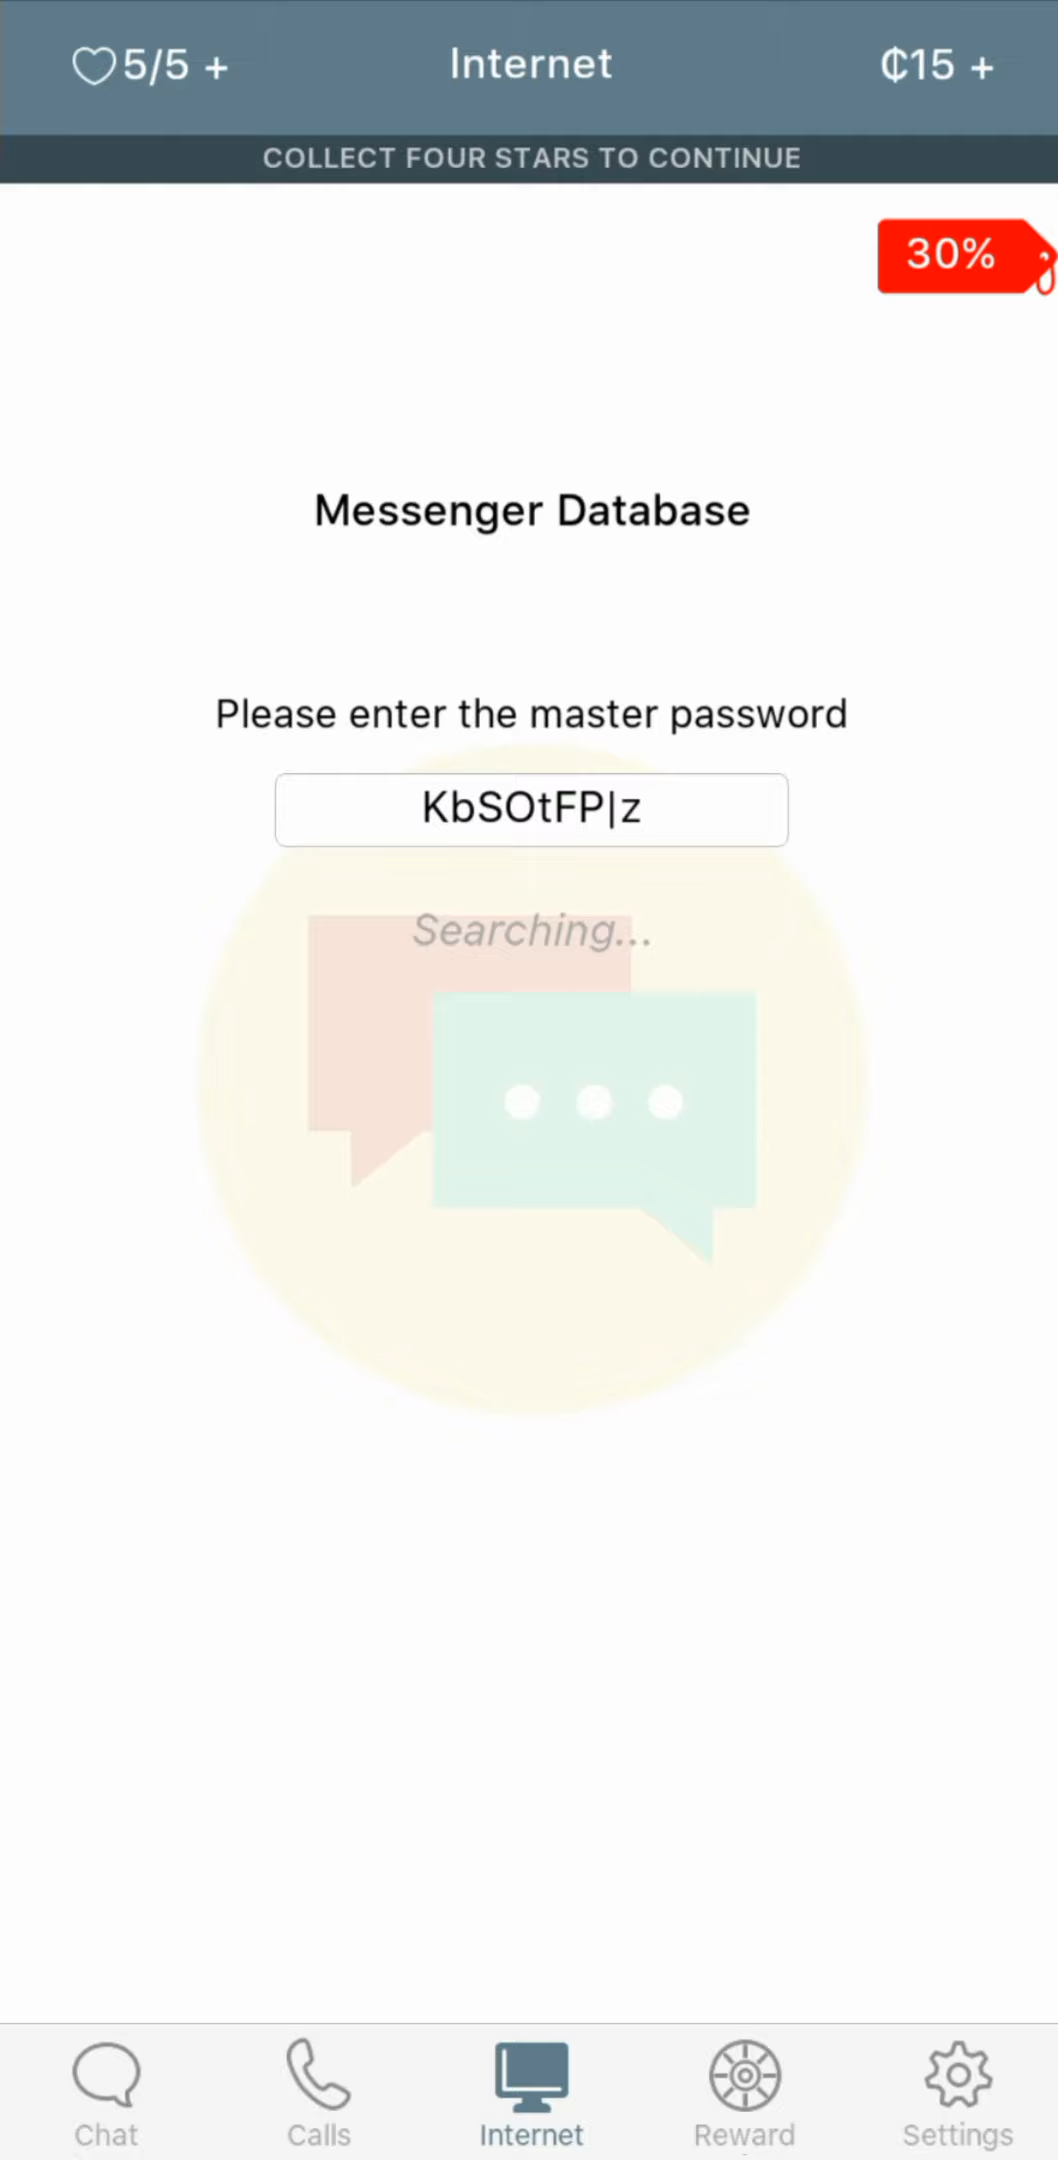 5/5 +
Internet
₵15 +
COLLECT FOUR STARS TO CONTINUE
30%
Messenger Database
Please enter the master password
KbSOtFP|z
Searching...
Chat
Calls
Internet
Reward
Settings